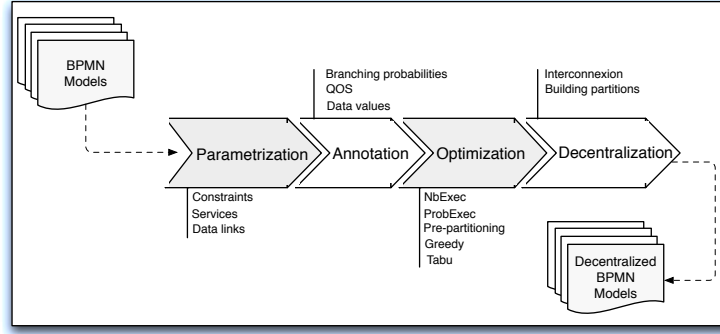 BPMN
Models
Branching probabilities
QOS
Data values
Interconnexion
Building partitions
Parametrization
Annotation
Optimization
Decentralization
Constraints
Services
Data links
NbExec
ProbExec
Pre-partitioning
Greedy
Tabu
Decentralized
BPMN
Models